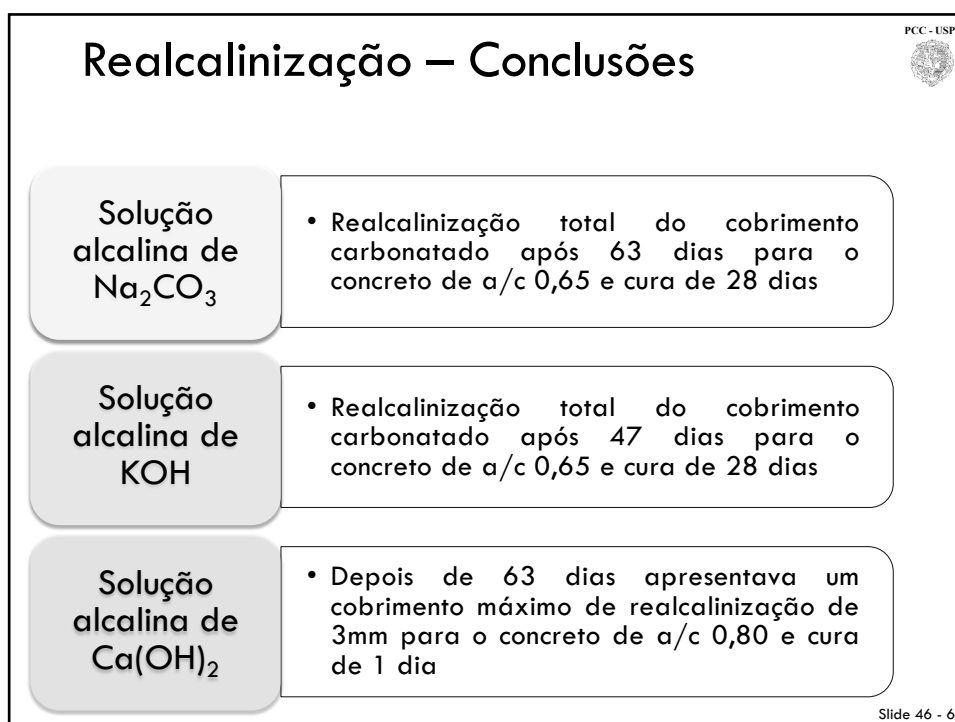 PCC - USP
Realcalinização – Conclusões
Solução
alcalina de
Na₂CO₃
• Realcalinização total do cobrimento
carbonatado após 63 dias para o
concreto de a/c 0,65 e cura de 28 dias
Solução
alcalina de
KOH
• Realcalinização total do cobrimento
carbonatado após 47 dias para o
concreto de a/c 0,65 e cura de 28 dias
Solução
alcalina de
Ca(OH)₂
• Depois de 63 dias apresentava um
cobrimento máximo de realcalinização de
3mm para o concreto de a/c 0,80 e cura
de 1 dia
Slide 46 - 6